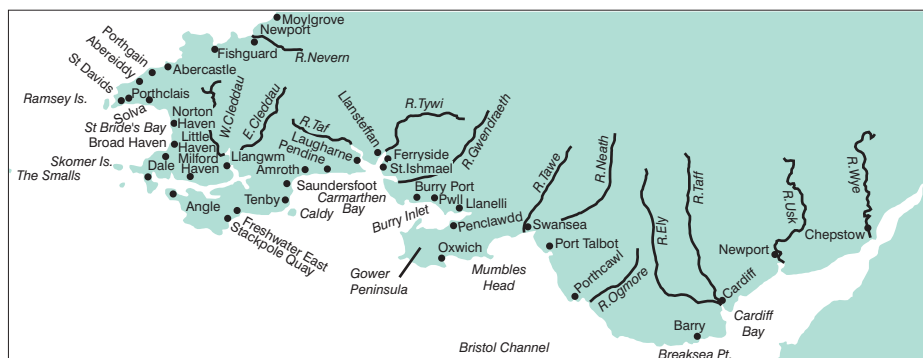 Moylgrove
Newport
R.Nevern
Fishguard
Porthgain
Abereiddy
St Davids
Abercastle
Porthclais
Ramsey Is.
Solva
W.Cleddau
E.Cleddau
Norton
Haven
St Bride's Bay
Broad Haven
Little
Haven
Skomer Is.
The Smalls
Dale
Milford
Haven
Llangwm
R.Taf
Laugharne
Pendine
Amroth
Llansteffan
R.Tywi
Ferryside
St.Ishmael
R.Gwendraeth
Saundersfoot
Carmarthen
Bay
Tenby
Caldy
Angle
Freshwater East
Stackpole Quay
Burry Port
Pwll
Llanelli
Burry Inlet
Penclawdd
Oxwich
Gower
Peninsula
R.Tawe
R.Neath
Swansea
Port Talbot
Mumbles
Head
Porthcawl
R.Ogmore
R.Ely
R.Taff
R.Usk
R.Wye
Chepstow
Newport
Cardiff
Cardiff
Bay
Barry
Breaksea Pt.
Bristol Channel